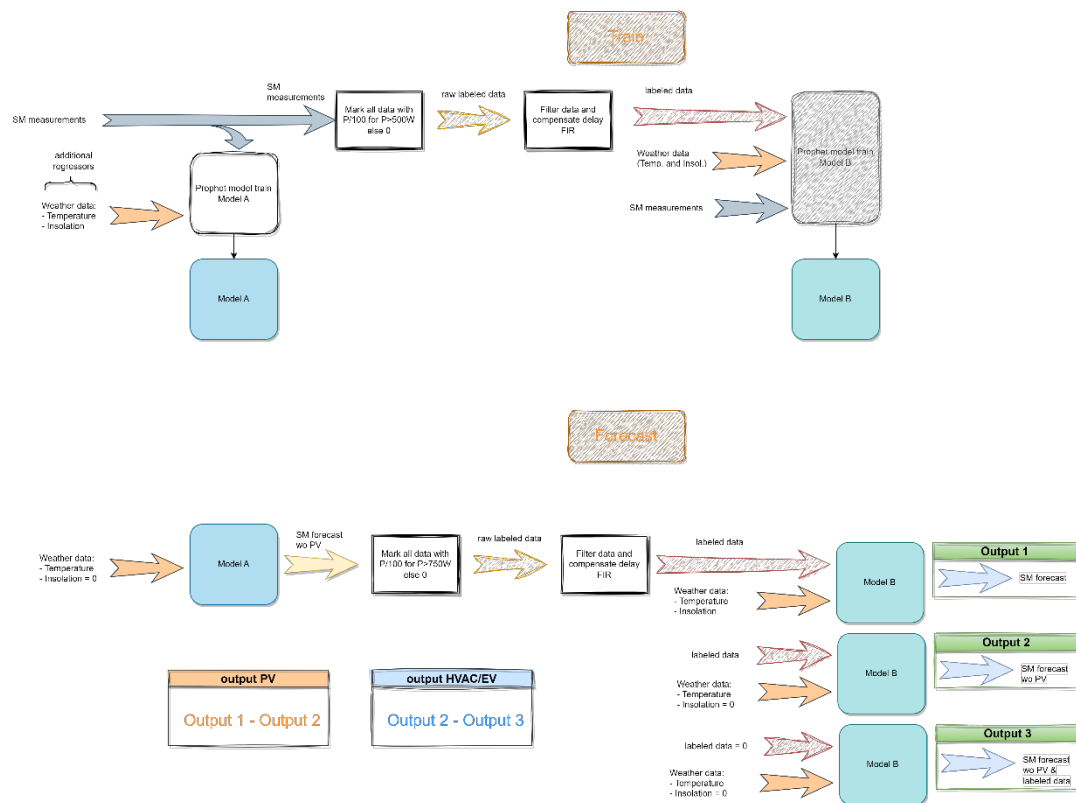 Train
SM measurements
SM
measurements
Mark all data with
P/100 for P>500W
else 0
raw labeled data
Filter data and
compensate delay
FIR
labeled data
additional
regressors
Weather data:
- Temperature
- Insolation
Prophet model train
Model A
Model A
Weather data
(Temp. and Insol.)
SM measurements
Prophet model train
Model B
Model B
Forecast
Weather data:
- Temperature
- Insolation = 0
Model A
SM forecast
wo PV
Mark all data with
P/100 for P>750W
else 0
raw labeled data
Filter data and
compensate delay
FIR
labeled data
Weather data:
- Temperature
- Insolation
Model B
Output 1
SM forecast
labeled data
Weather data:
- Temperature
- Insolation = 0
Model B
Output 2
SM forecast
wo PV
labeled data = 0
Weather data:
- Temperature
- Insolation = 0
Model B
Output 3
SM forecast
wo PV &
labeled data
output PV
Output 1 - Output 2
output HVAC/EV
Output 2 - Output 3